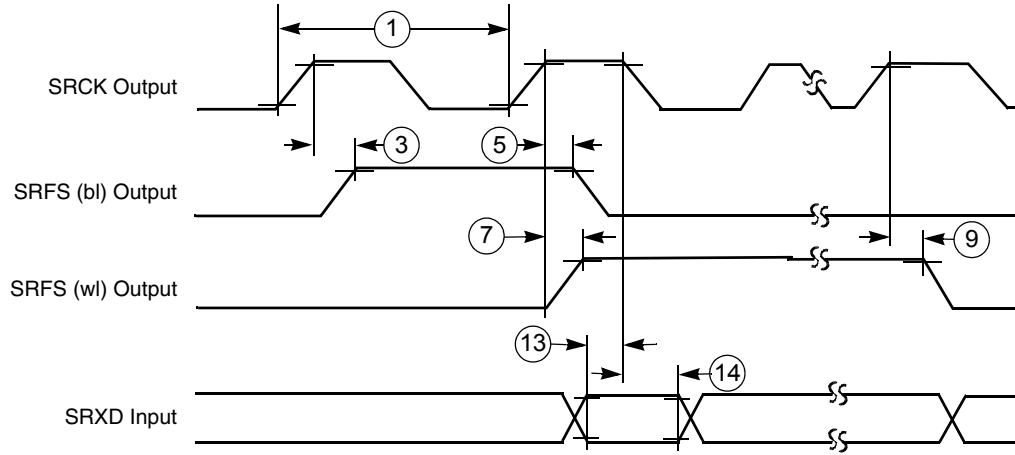 1
SRCK Output
3
5
SRFS (bl) Output
7
9
SRFS (wl) Output
13
14
SRXD Input